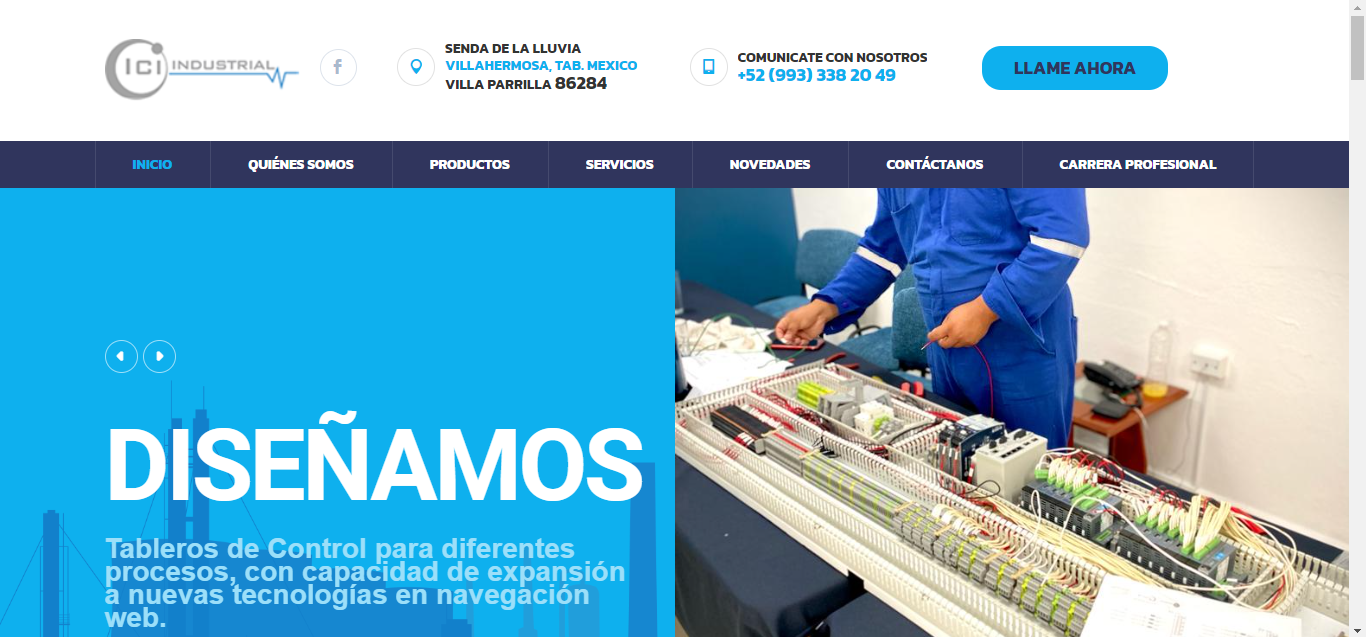 ICI INDUSTRIAL
SENDA DE LA LLUVIA
VILLAHERMOSA, TAB. MEXICO
VILLA PARRILLA 86284
COMUNICATE CON NOSOTROS
+52 (993) 338 20 49
LLAME AHORA
INICIO
QUIÉNES SOMOS
PRODUCTOS
SERVICIOS
NOVEDADES
CONTÁCTANOS
CARRERA PROFESIONAL
DISEÑAMOS
Tableros de Control para diferentes
procesos, con capacidad de expansión
a nuevas tecnologías en navegación
web.